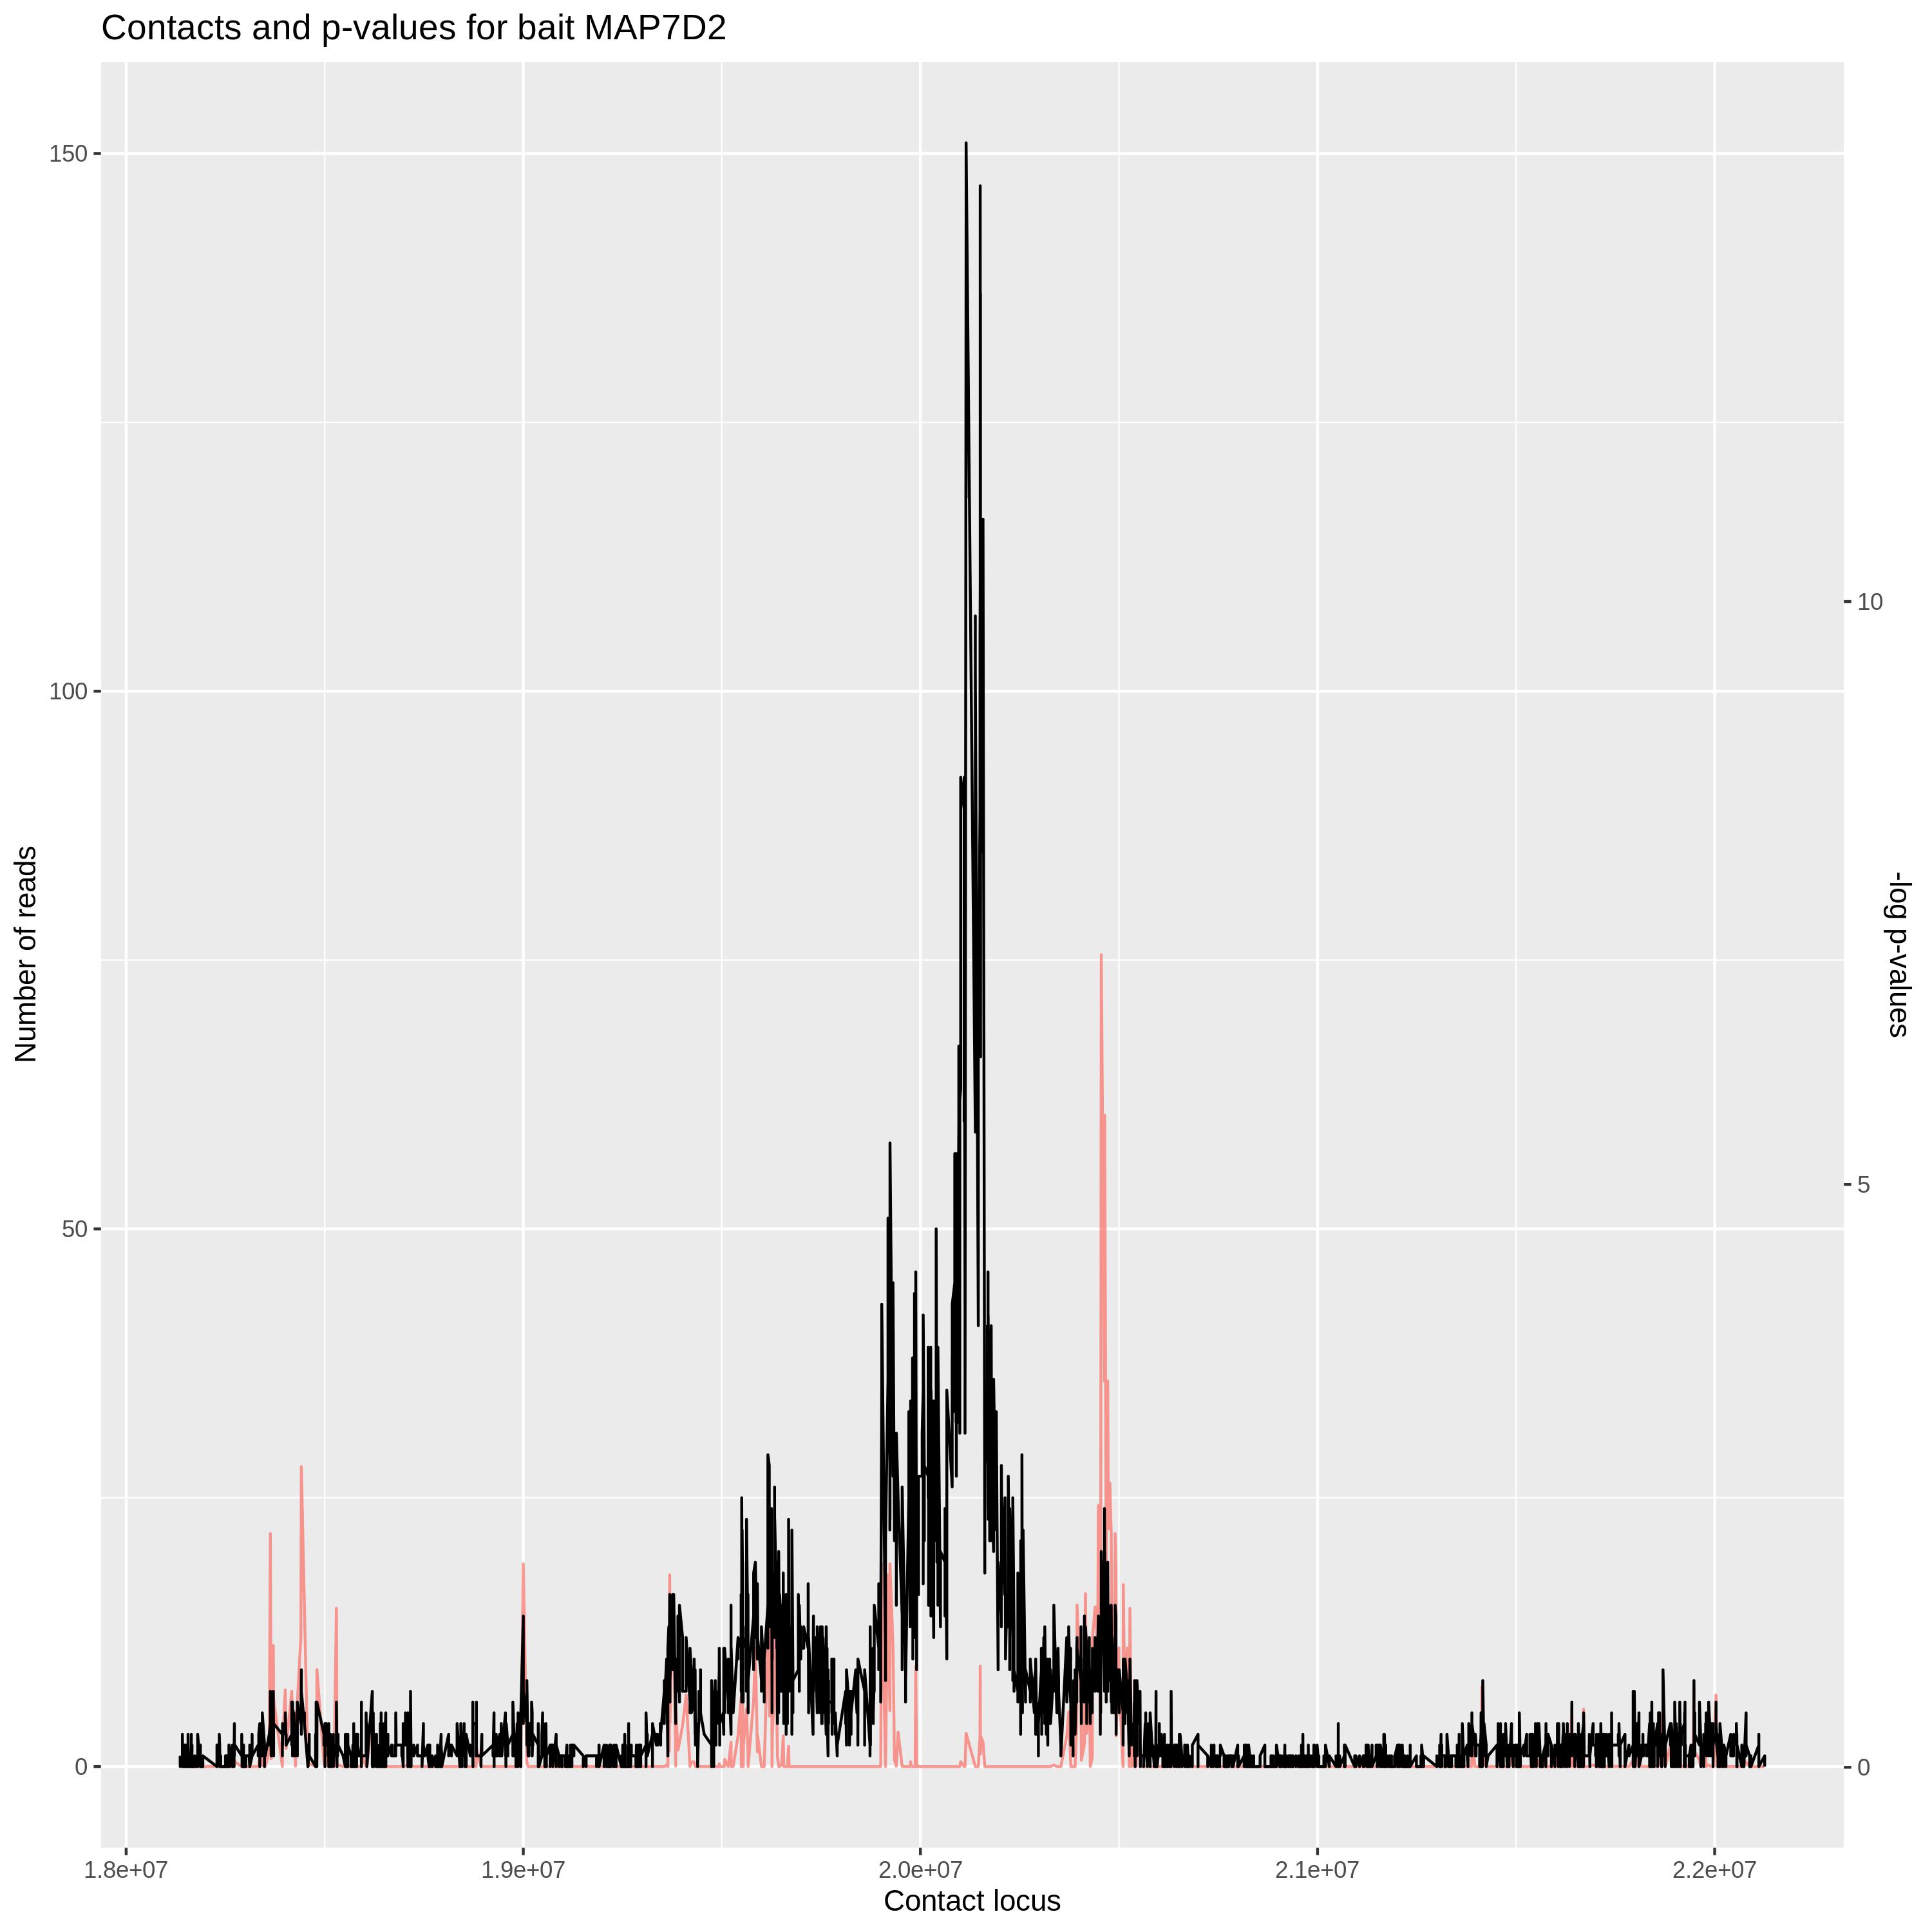 Contacts and p-values for bait MAP7D2
150
100
50
0
Number of reads
10
5
0
-log p-values
1.8e+07
1.9e+07
2.0e+07
2.1e+07
2.2e+07
Contact locus